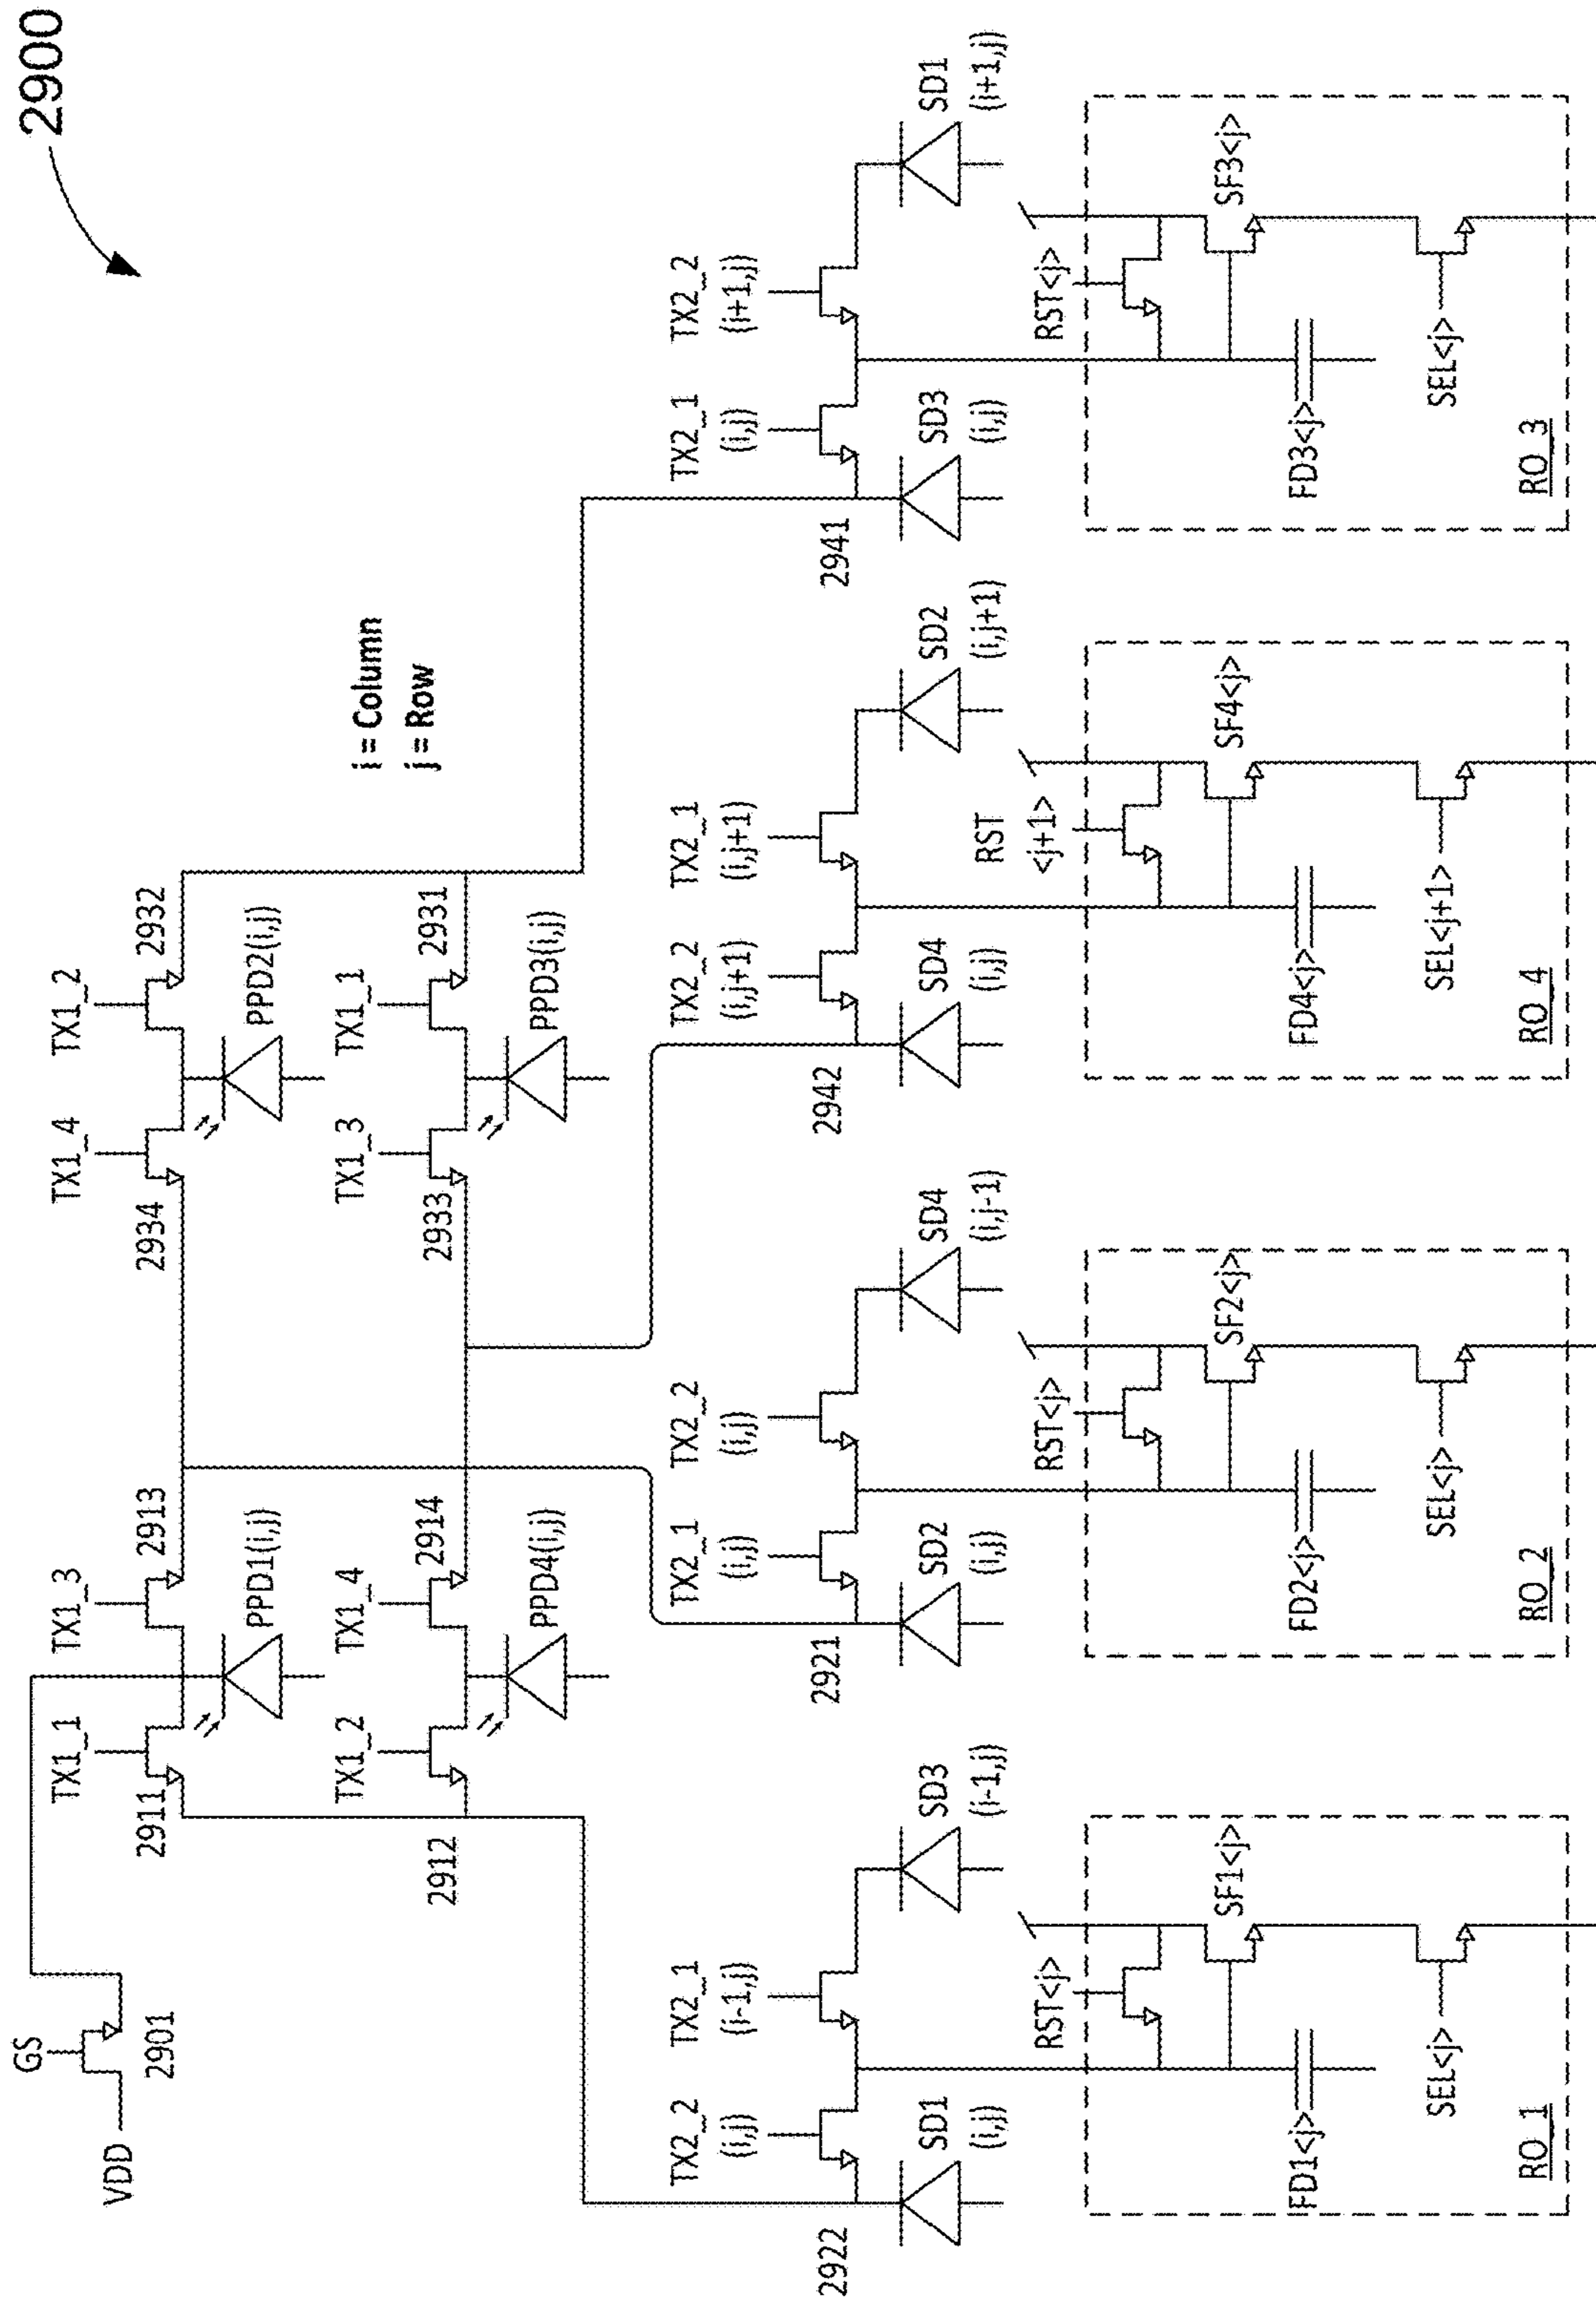 2900
GS
VDD
2901
TX1_1
TX1_3
TX1_4
TX1_2
2911
2913
2934
2932
PPD1(i,j)
PPD2(i,j)
TX1_2
TX1_4
TX1_3
TX1_1
2912
2914
2933
2931
PPD4(i,j)
PPD3(i,j)
i = Column
j = Row
TX2_2
(i,j)
TX2_1
(i-1,j)
TX2_1
(i,j)
TX2_2
(i,j)
TX2_2
(i,j+1)
TX2_1
(i,j+1)
TX2_1
(i,j)
TX2_2
(i+1,j)
2922
2921
2942
2941
SD1
(i,j)
SD3
(i-1,j)
SD2
(i,j)
SD4
(i,j-1)
SD4
(i,j)
SD2
(i,j+1)
SD3
(i,j)
SD1
(i+1,j)
RST<j>
RST<j>
RST
<j+1>
RST<j>
SF1<j>
SF2<j>
SF4<j>
SF3<j>
FD1<j>
FD2<j>
FD4<j>
FD3<j>
SEL<j>
SEL<j>
SEL<j+1>
SEL<j>
RO_1
RO_2
RO_4
RO_3